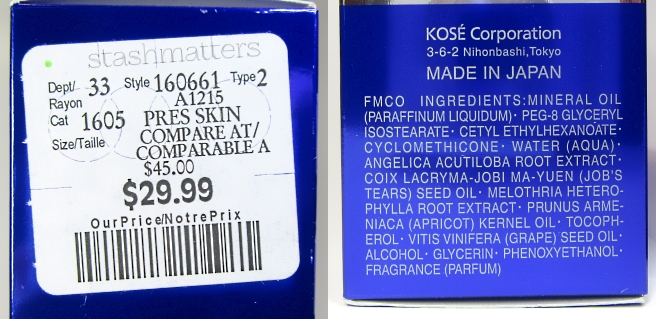 stashmatters
Dept/ 33 Style 160661 Type 2
Rayon A1215
Cat 1605 PRES SKIN
Size/Taille COMPARE AT/
COMPARABLE A
$45.00
$29.99
OurPrice/NotrePrix
KOSÉ Corporation
3-6-2 Nihonbashi,Tokyo
MADE IN JAPAN
FMCO INGREDIENTS:MINERAL OIL
(PARAFFINUM LIQUIDUM)· PEG-8 GLYCERYL
ISOSTEARATE· CETYL ETHYLHEXANOATE·
CYCLOMETHICONE· WATER (AQUA)·
ANGELICA ACUTILOBA ROOT EXTRACT·
COIX LACRYMA-JOBI MA-YUEN (JOB'S
TEARS) SEED OIL· MELOTHRIA HETERO-
PHYLLA ROOT EXTRACT· PRUNUS ARME-
NIACA (APRICOT) KERNEL OIL· TOCOPH-
EROL· VITIS VINIFERA (GRAPE) SEED OIL·
ALCOHOL· GLYCERIN· PHENOXYETHANOL·
FRAGRANCE (PARFUM)